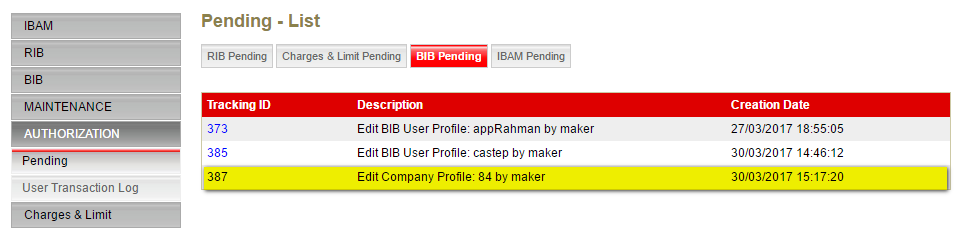 IBAM
RIB
BIB
MAINTENANCE
AUTHORIZATION
Pending
User Transaction Log
Charges & Limit
Pending - List
RIB Pending Charges & Limit Pending BIB Pending IBAM Pending
Tracking ID Description Creation Date
373 Edit BIB User Profile: appRahman by maker 27/03/2017 18:55:05
385 Edit BIB User Profile: castep by maker 30/03/2017 14:46:12
387 Edit Company Profile: 84 by maker 30/03/2017 15:17:20